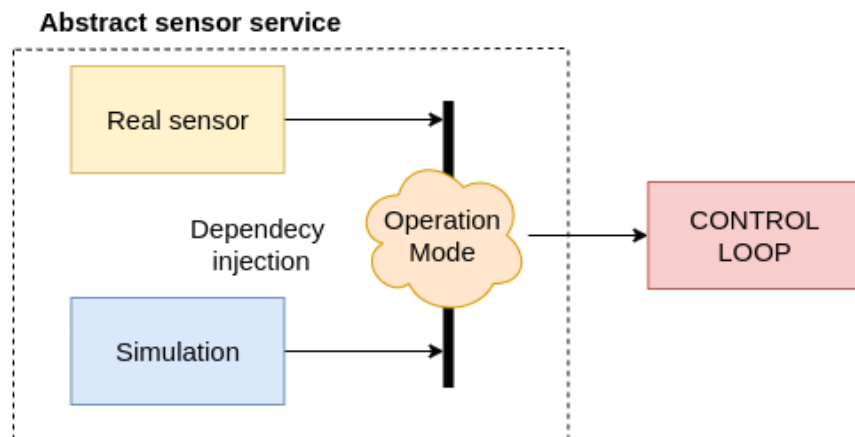 Abstract sensor service
Real sensor
Operation
Mode
Dependecy
injection
CONTROL
LOOP
Simulation